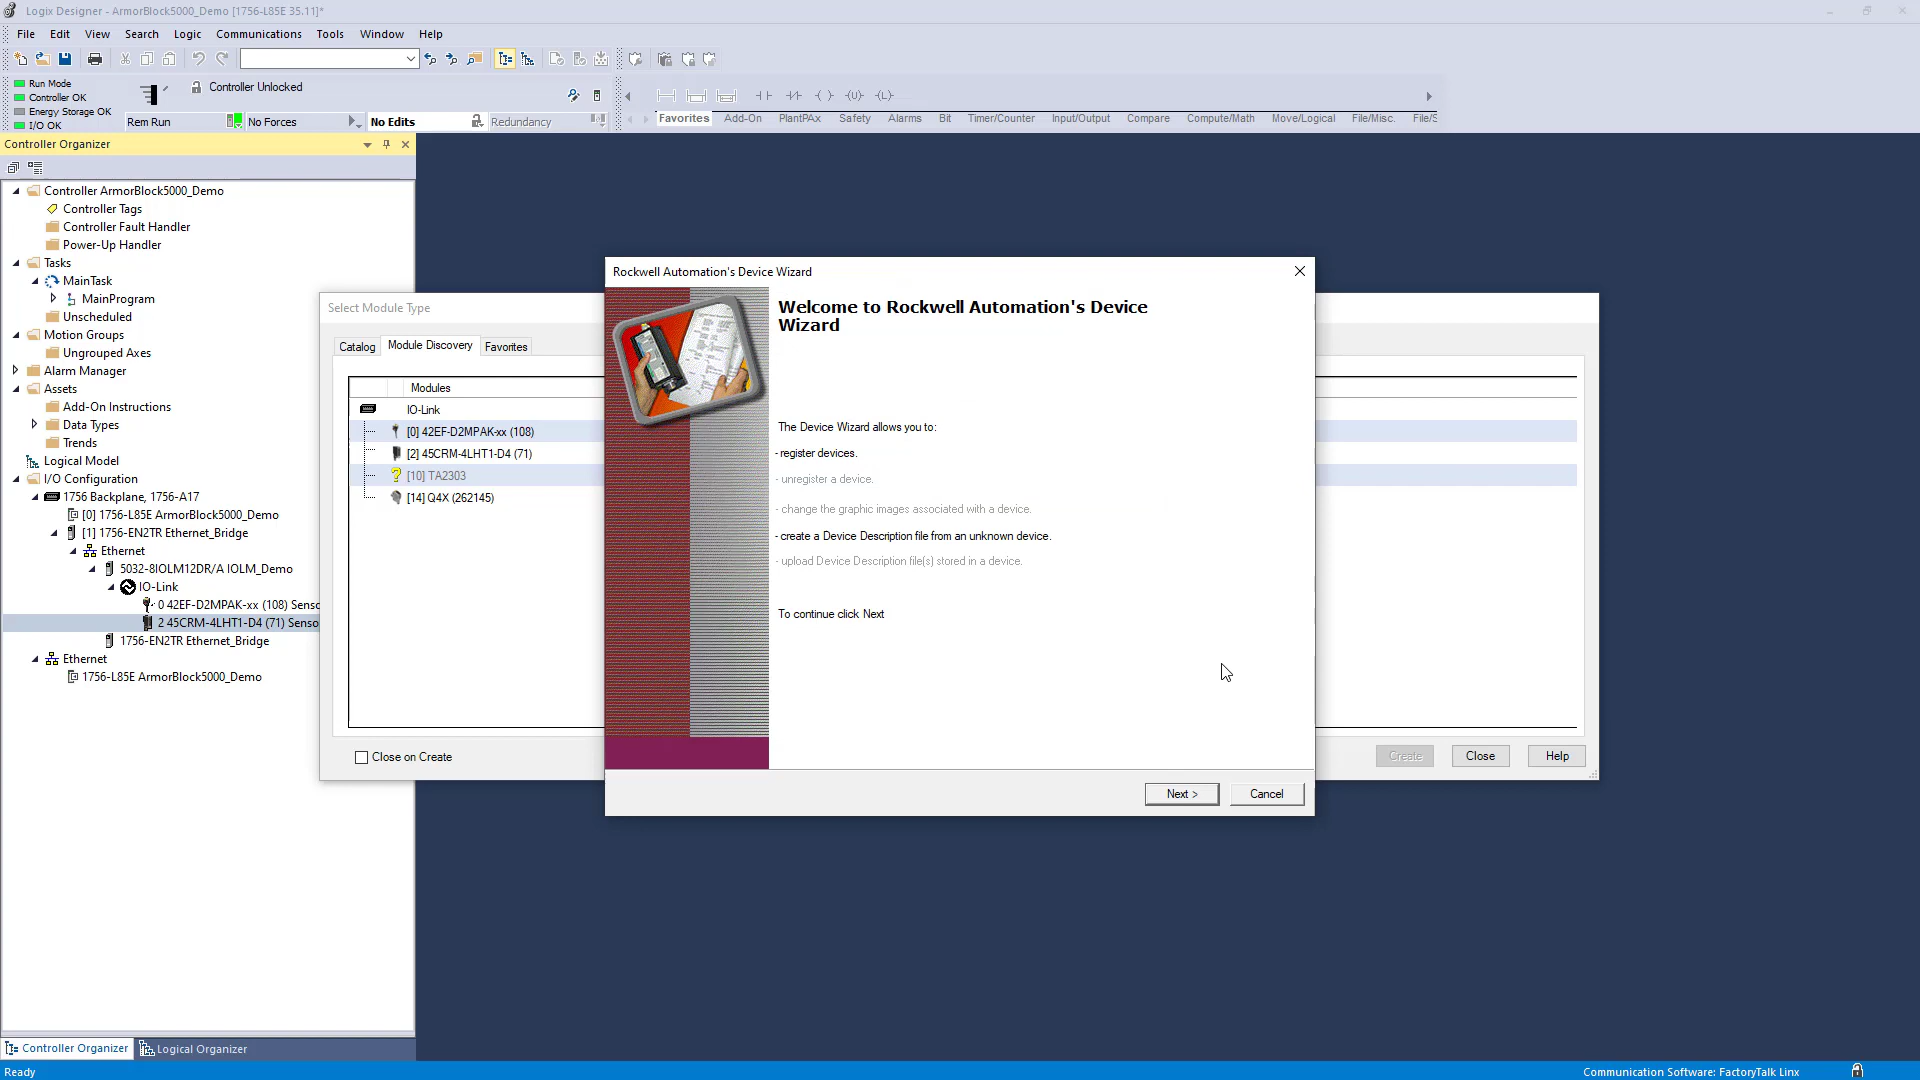 Logix Designer - ArmorBlock5000_Demo [1756-L85E 35.11]*
File Edit View Search Logic Communications Tools Window Help
Run Mode
Controller OK
Energy Storage OK
I/O OK
Controller Unlocked
Rem Run
No Forces
No Edits
Redundancy
Favorites Add-On PlantPAx Safety Alarms Bit Timer/Counter Input/Output Compare Compute/Math Move/Logical File/Misc. File/S
Controller Organizer
Controller ArmorBlock5000_Demo
Controller Tags
Controller Fault Handler
Power-Up Handler
Tasks
MainTask
MainProgram
Unscheduled
Motion Groups
Ungrouped Axes
Alarm Manager
Assets
Add-On Instructions
Data Types
Trends
Logical Model
I/O Configuration
1756 Backplane, 1756-A17
[0] 1756-L85E ArmorBlock5000_Demo
[1] 1756-EN2TR Ethernet_Bridge
Ethernet
5032-8IOLM12DR/A IOLM_Demo
IO-Link
0 42EF-D2MPAK-xx (108) Senso
2 45CRM-4LHT1-D4 (71) Senso
1756-EN2TR Ethernet_Bridge
Ethernet
1756-L85E ArmorBlock5000_Demo
Controller Organizer
Logical Organizer
Select Module Type
Catalog Module Discovery Favorites
Modules
IO-Link
[0] 42EF-D2MPAK-xx (108)
[2] 45CRM-4LHT1-D4 (71)
[10] TA2303
[14] Q4X (262145)
Close on Create
Create Close Help
Rockwell Automation's Device Wizard
Welcome to Rockwell Automation's Device
Wizard
The Device Wizard allows you to:
- register devices.
- unregister a device.
- change the graphic images associated with a device.
- create a Device Description file from an unknown device.
- upload Device Description file(s) stored in a device.
To continue click Next
Next > Cancel
Ready
Communication Software: FactoryTalk Linx